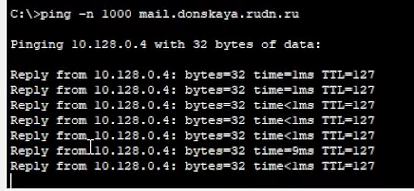 C:\>ping -n 1000 mail.donskaya.rudn.ru
Pinging 10.128.0.4 with 32 bytes of data:
Reply from 10.128.0.4: bytes=32 time=1ms TTL=127
Reply from 10.128.0.4: bytes=32 time=1ms TTL=127
Reply from 10.128.0.4: bytes=32 time<1ms TTL=127
Reply from 10.128.0.4: bytes=32 time<1ms TTL=127
Reply from 10.128.0.4: bytes=32 time<1ms TTL=127
Reply from 10.128.0.4: bytes=32 time=9ms TTL=127
Reply from 10.128.0.4: bytes=32 time<1ms TTL=127